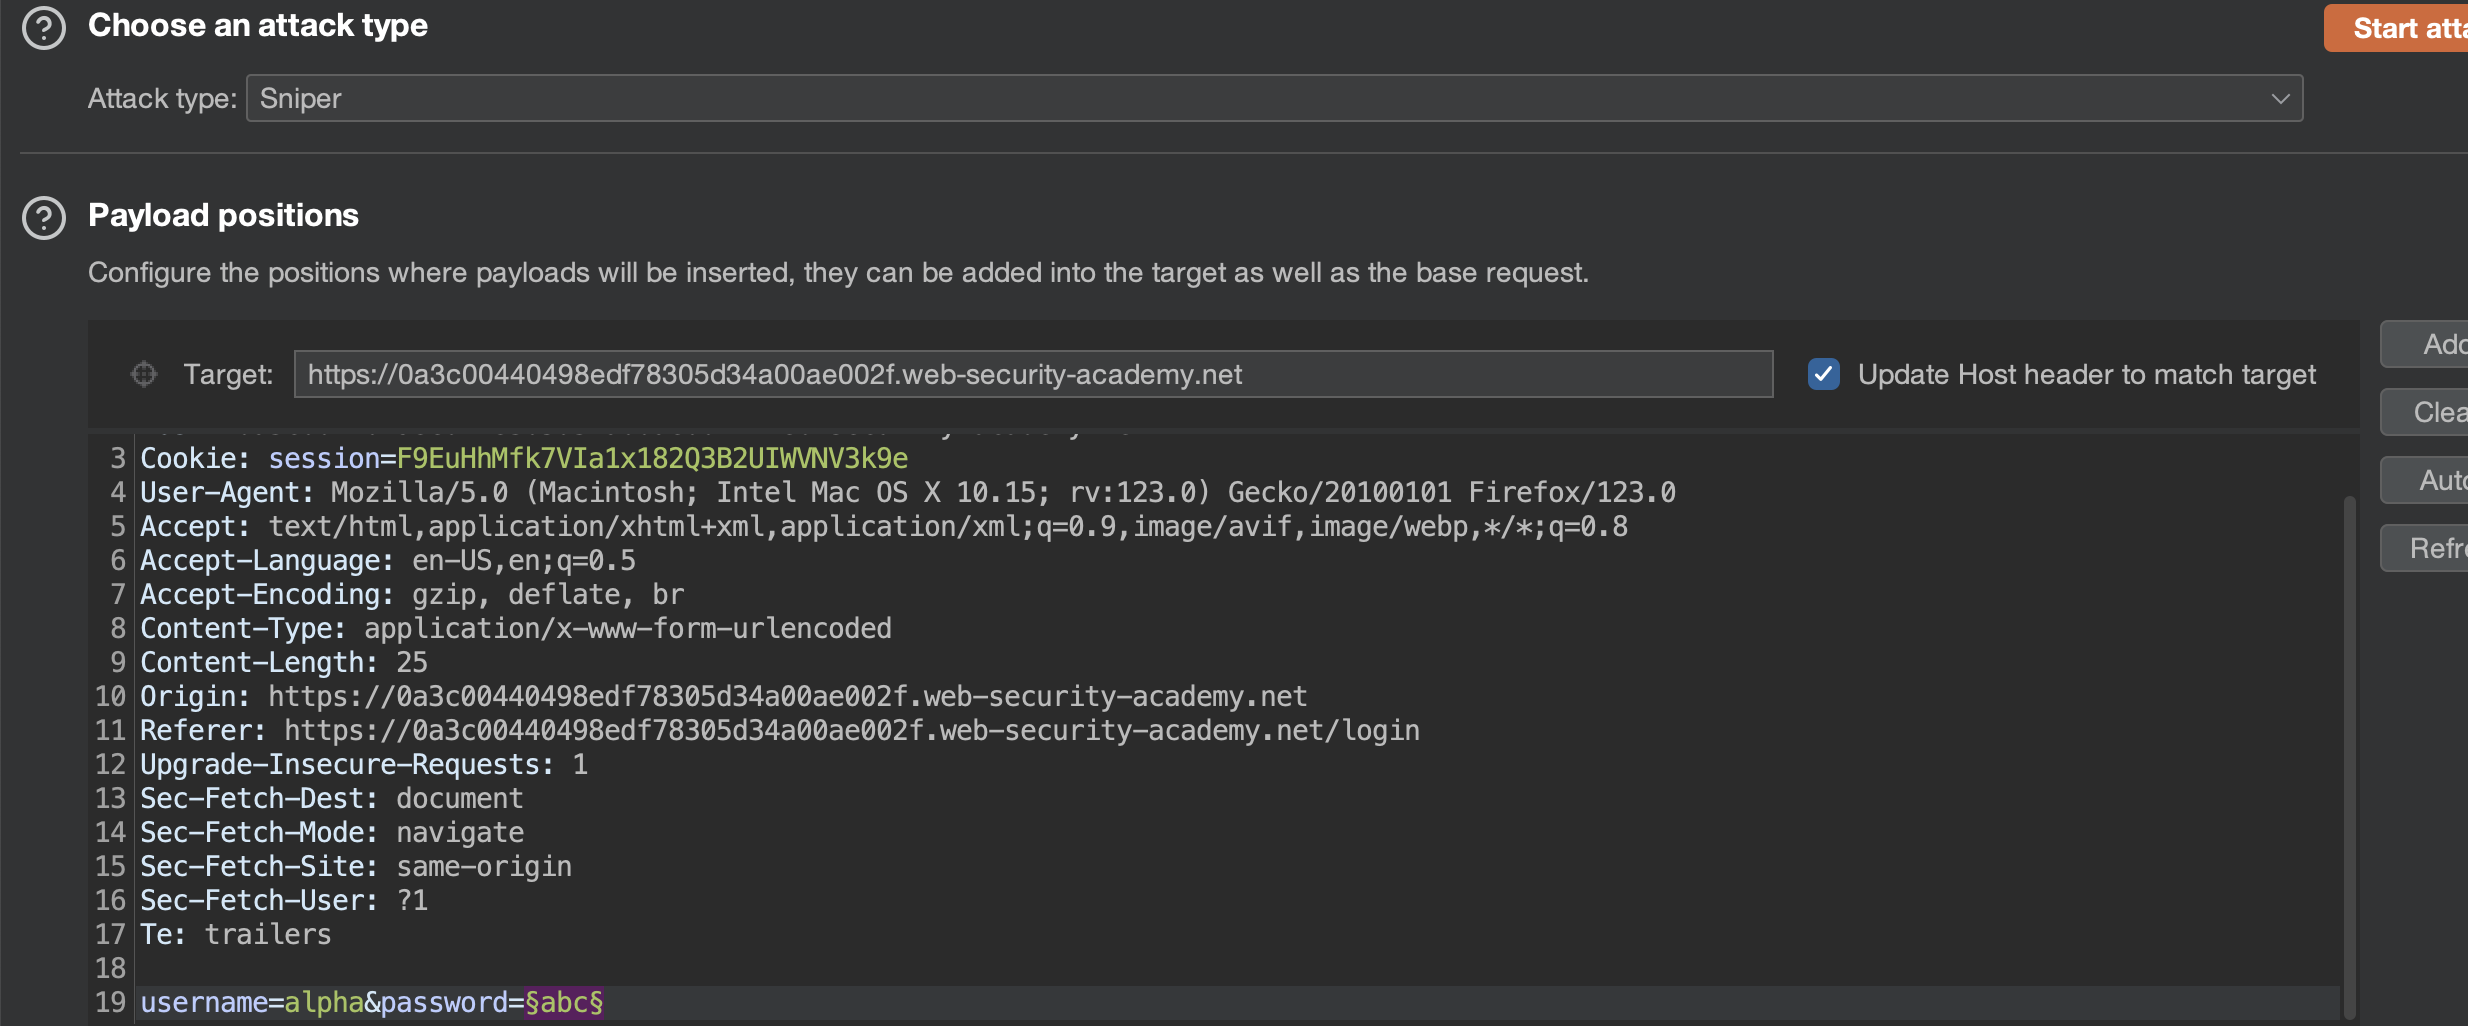 Choose an attack type
Start
Attack type: Sniper
Payload positions
Configure the positions where payloads will be inserted, they can be added into the target as well as the base request.
Target: https://0a3c00440498edf78305d34a00ae002f.web-security-academy.net
Update Host header to match target
3 Cookie: session=F9EuHhMfk7VIa1x182Q3B2UIWVNV3k9e
4 User-Agent: Mozilla/5.0 (Macintosh; Intel Mac OS X 10.15; rv:123.0) Gecko/20100101 Firefox/123.0
5 Accept: text/html,application/xhtml+xml,application/xml;q=0.9,image/avif,image/webp,*/*;q=0.8
6 Accept-Language: en-US,en;q=0.5
7 Accept-Encoding: gzip, deflate, br
8 Content-Type: application/x-www-form-urlencoded
9 Content-Length: 25
10 Origin: https://0a3c00440498edf78305d34a00ae002f.web-security-academy.net
11 Referer: https://0a3c00440498edf78305d34a00ae002f.web-security-academy.net/login
12 Upgrade-Insecure-Requests: 1
13 Sec-Fetch-Dest: document
14 Sec-Fetch-Mode: navigate
15 Sec-Fetch-Site: same-origin
16 Sec-Fetch-User: ?1
17 Te: trailers
18
19 username=alpha&password=§abc§